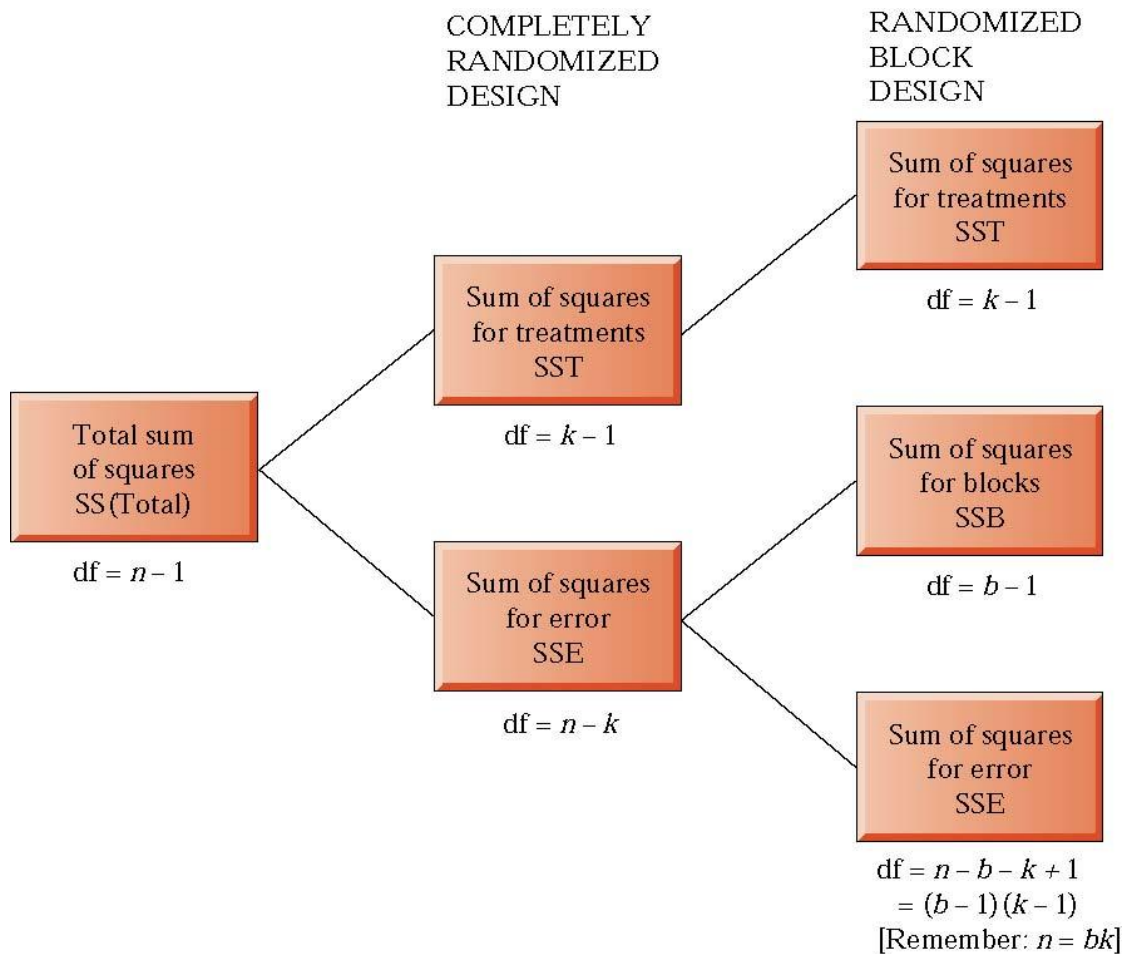 COMPLETELY
RANDOMIZED
DESIGN
RANDOMIZED
BLOCK
DESIGN
Total sum
of squares
SS(Total)
df = n – 1
Sum of squares
for treatments
SST
df = k – 1
Sum of squares
for error
SSE
df = n – k
Sum of squares
for treatments
SST
df = k – 1
Sum of squares
for blocks
SSB
df = b – 1
Sum of squares
for error
SSE
df = n – b – k + 1
= (b – 1)(k – 1)
[Remember: n = bk]